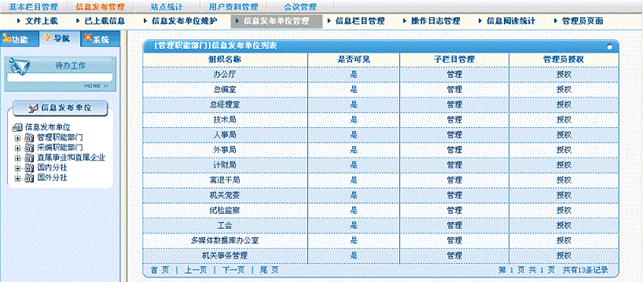 基本栏目管理 信息发布管理 站点统计 用户资料管理 会议管理
文件上载 已上载信息 信息发布单位维护 信息发布单位管理 信息栏目管理 操作日志管理 信息阅读统计 管理员页面
功能 导航 系统
待办工作
MORE >>
信息发布单位
信息发布单位
管理职能部门
采编职能部门
直属事业和直属企业
国内分社
国外分社
[管理职能部门]信息发布单位列表
组织名称 是否可见 子栏目管理 管理员授权
办公厅 是 管理 授权
总编室 是 管理 授权
总经理室 是 管理 授权
技术局 是 管理 授权
人事局 是 管理 授权
外事局 是 管理 授权
计财局 是 管理 授权
离退干局 是 管理 授权
机关党委 是 管理 授权
纪检监察 是 管理 授权
工会 是 管理 授权
多媒体数据库办公室 是 管理 授权
机关事务管理 是 管理 授权
首 页 | 上一页 | 下一页 | 尾 页 第 1 页 共 1 页 共有13条记录